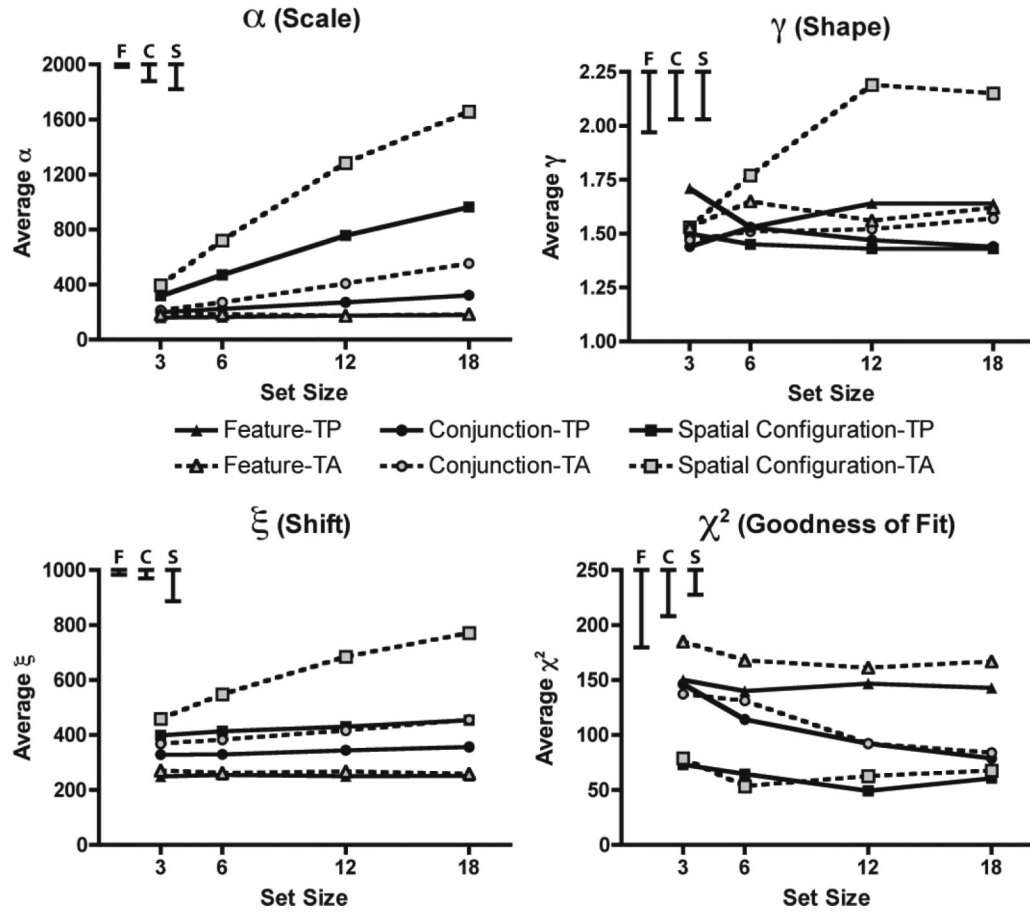 α (Scale)
F C S
Average α
2000
1600
1200
800
400
0
3 6 12 18
Set Size
γ (Shape)
F C S
Average γ
2.25
2.00
1.75
1.50
1.25
1.00
3 6 12 18
Set Size
Feature-TP Conjunction-TP Spatial Configuration-TP
Feature-TA Conjunction-TA Spatial Configuration-TA
ξ (Shift)
F C S
Average ξ
1000
800
600
400
200
0
3 6 12 18
Set Size
χ² (Goodness of Fit)
F C S
Average χ²
250
200
150
100
50
0
3 6 12 18
Set Size